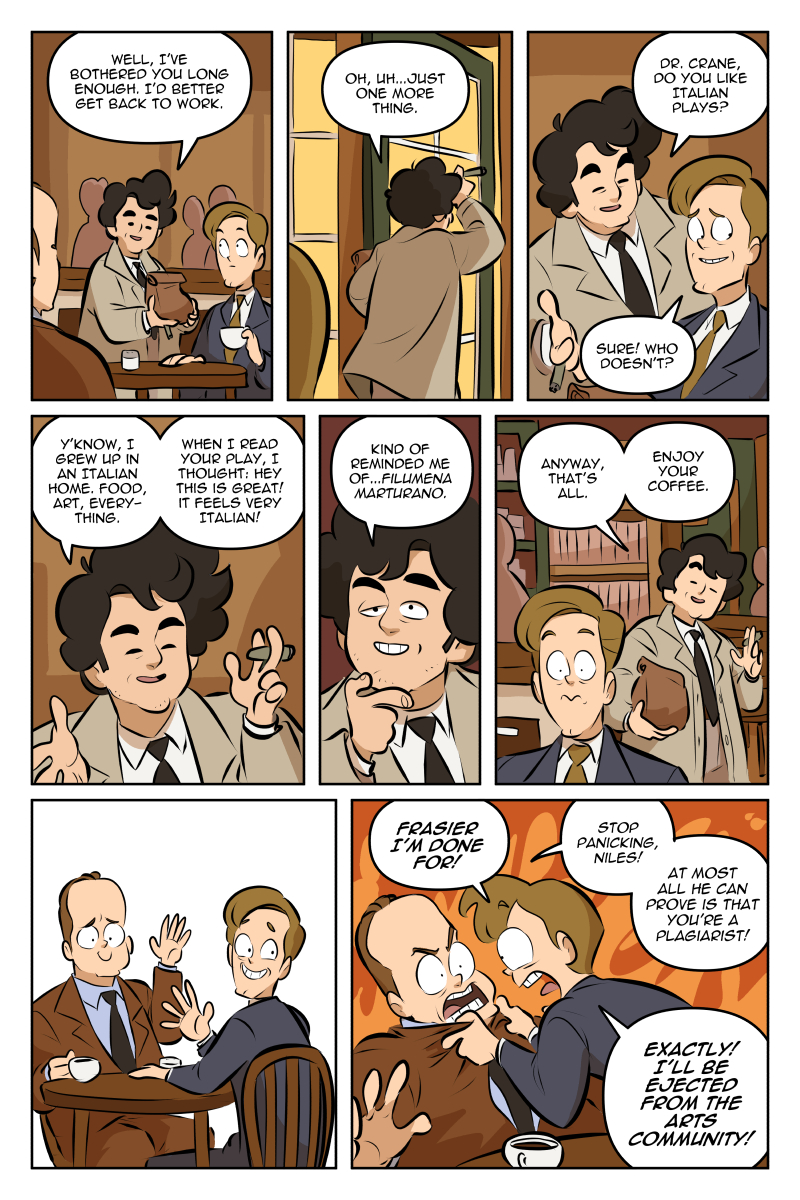 WELL, I'VE
BOTHERED YOU LONG
ENOUGH. I'D BETTER
GET BACK TO WORK.
OH, UH...JUST
ONE MORE
THING.
DR. CRANE,
DO YOU LIKE
ITALIAN
PLAYS?
SURE! WHO
DOESN'T?
Y'KNOW, I
GREW UP IN
AN ITALIAN
HOME. FOOD,
ART, EVERY-
THING.
WHEN I READ
YOUR PLAY, I
THOUGHT: HEY
THIS IS GREAT!
IT FEELS VERY
ITALIAN!
KIND OF
REMINDED ME
OF...FILUMENA
MARTURANO.
ANYWAY,
THAT'S
ALL.
ENJOY
YOUR
COFFEE.
FRASIER
I'M DONE
FOR!
STOP
PANICKING,
NILES!
AT MOST
ALL HE CAN
PROVE IS THAT
YOU'RE A
PLAGIARIST!
EXACTLY!
I'LL BE
EJECTED
FROM THE
ARTS
COMMUNITY!